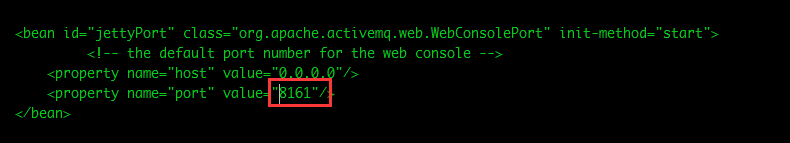 <bean id="jettyPort" class="org.apache.activemq.web.WebConsolePort" init-method="start">
<!-- the default port number for the web console -->
<property name="host" value="0.0.0.0"/>
<property name="port" value="8161"/>
</bean>